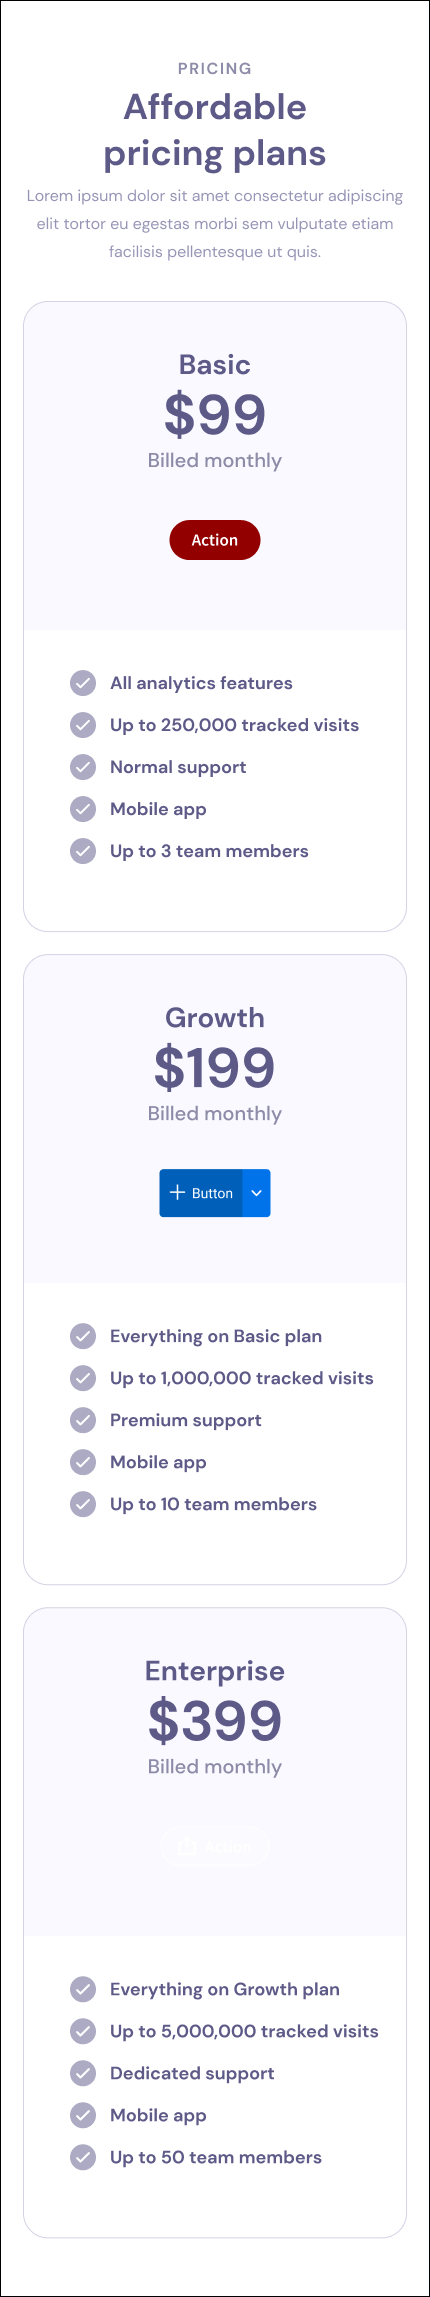 PRICING
Affordable
pricing plans
Lorem ipsum dolor sit amet consectetur adipiscing
elit tortor eu egestas morbi sem vulputate etiam
facilisis pellentesque ut quis.
Basic
$99
Billed monthly
Action
All analytics features
Up to 250,000 tracked visits
Normal support
Mobile app
Up to 3 team members
Growth
$199
Billed monthly
Button
Everything on Basic plan
Up to 1,000,000 tracked visits
Premium support
Mobile app
Up to 10 team members
Enterprise
$399
Billed monthly
Everything on Growth plan
Up to 5,000,000 tracked visits
Dedicated support
Mobile app
Up to 50 team members